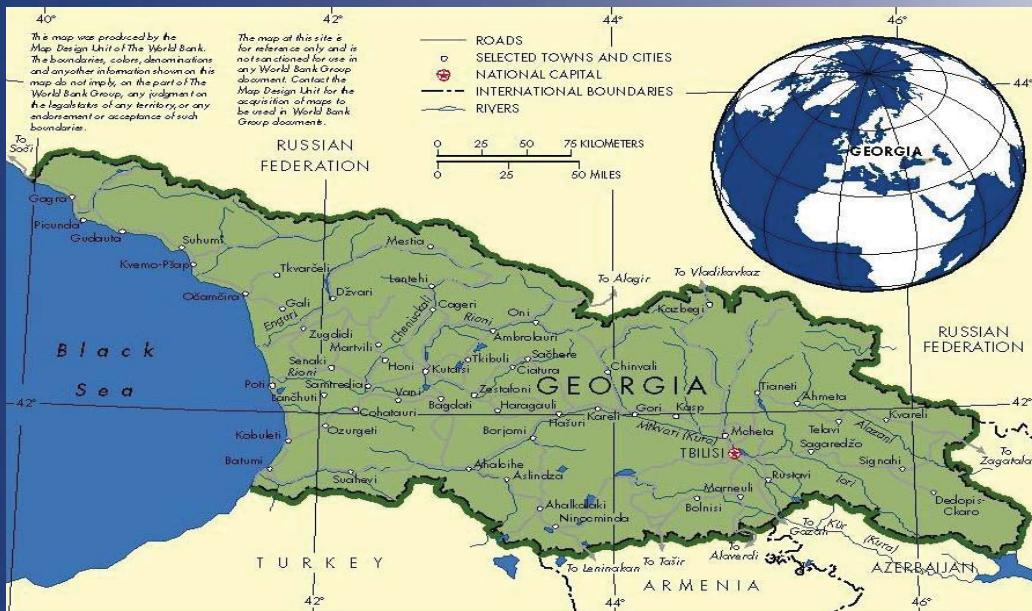 40°
42°
44°
46°
This map was produced by the
Map Design Unit of The World Bank.
The boundaries, colors, denominations
and any other information shown on this
map do not imply, on the part of The
World Bank Group, any judgment on
the legal status of any territory, or any
endorsement or acceptance of such
boundaries.
The map at this site is
for reference only and is
not sanctioned for use in
any World Bank Group
document. Contact the
Map Design Unit for the
acquisition of maps to
be used in World Bank
Group documents.
ROADS
SELECTED TOWNS AND CITIES
NATIONAL CAPITAL
INTERNATIONAL BOUNDARIES
RIVERS
0 25 50 75 KILOMETERS
0 25 50 MILES
GEORGIA
44°
44°
To
Soči
RUSSIAN
FEDERATION
Gagra
Picunda
Gudauta
Suhumi
Kvemo-Pšap
Mestia
Tkvarčeli
Lentehi
To Alagir
To Vladikavkaz
Očamčira
Gali
Džvari
Cageri
Oni
Kazbegi
Enguri
Cheniuckali
Rioni
Ambrolauri
Zugdidi
Martvili
RUSSIAN
FEDERATION
Black
Sea
Senaki
Rioni
Honi
Tkibuli
Sačhere
Kutaisi
Ciatura
Chinvali
Poti
Samtredia
Vani
Zestafoni
GEORGIA
Tianeti
Lančhuti
Bagdati
Haragauli
Ahmeta
42°
42°
Cohatauri
Kareli
Gori
Kasp
Kvareli
Hašuri
Mtkvari (Kura)
Mcheta
Telavi
Alazani
Kobuleti
Ozurgeti
Borjomi
TBILISI
Sagaredžo
To
Zagatala
Batumi
Ahalcihe
Signahi
Suahevi
Aslindza
Rustavi
Iori
Marneuli
Dedopis-
Ckaro
Ahalkalaki
Bolnisi
Ninocminda
To
Gazah
Kür
(Kura)
To Leninakan
To Tašir
To
Alaverdi
TURKEY
ARMENIA
AZERBAIJAN
42°
44°
46°